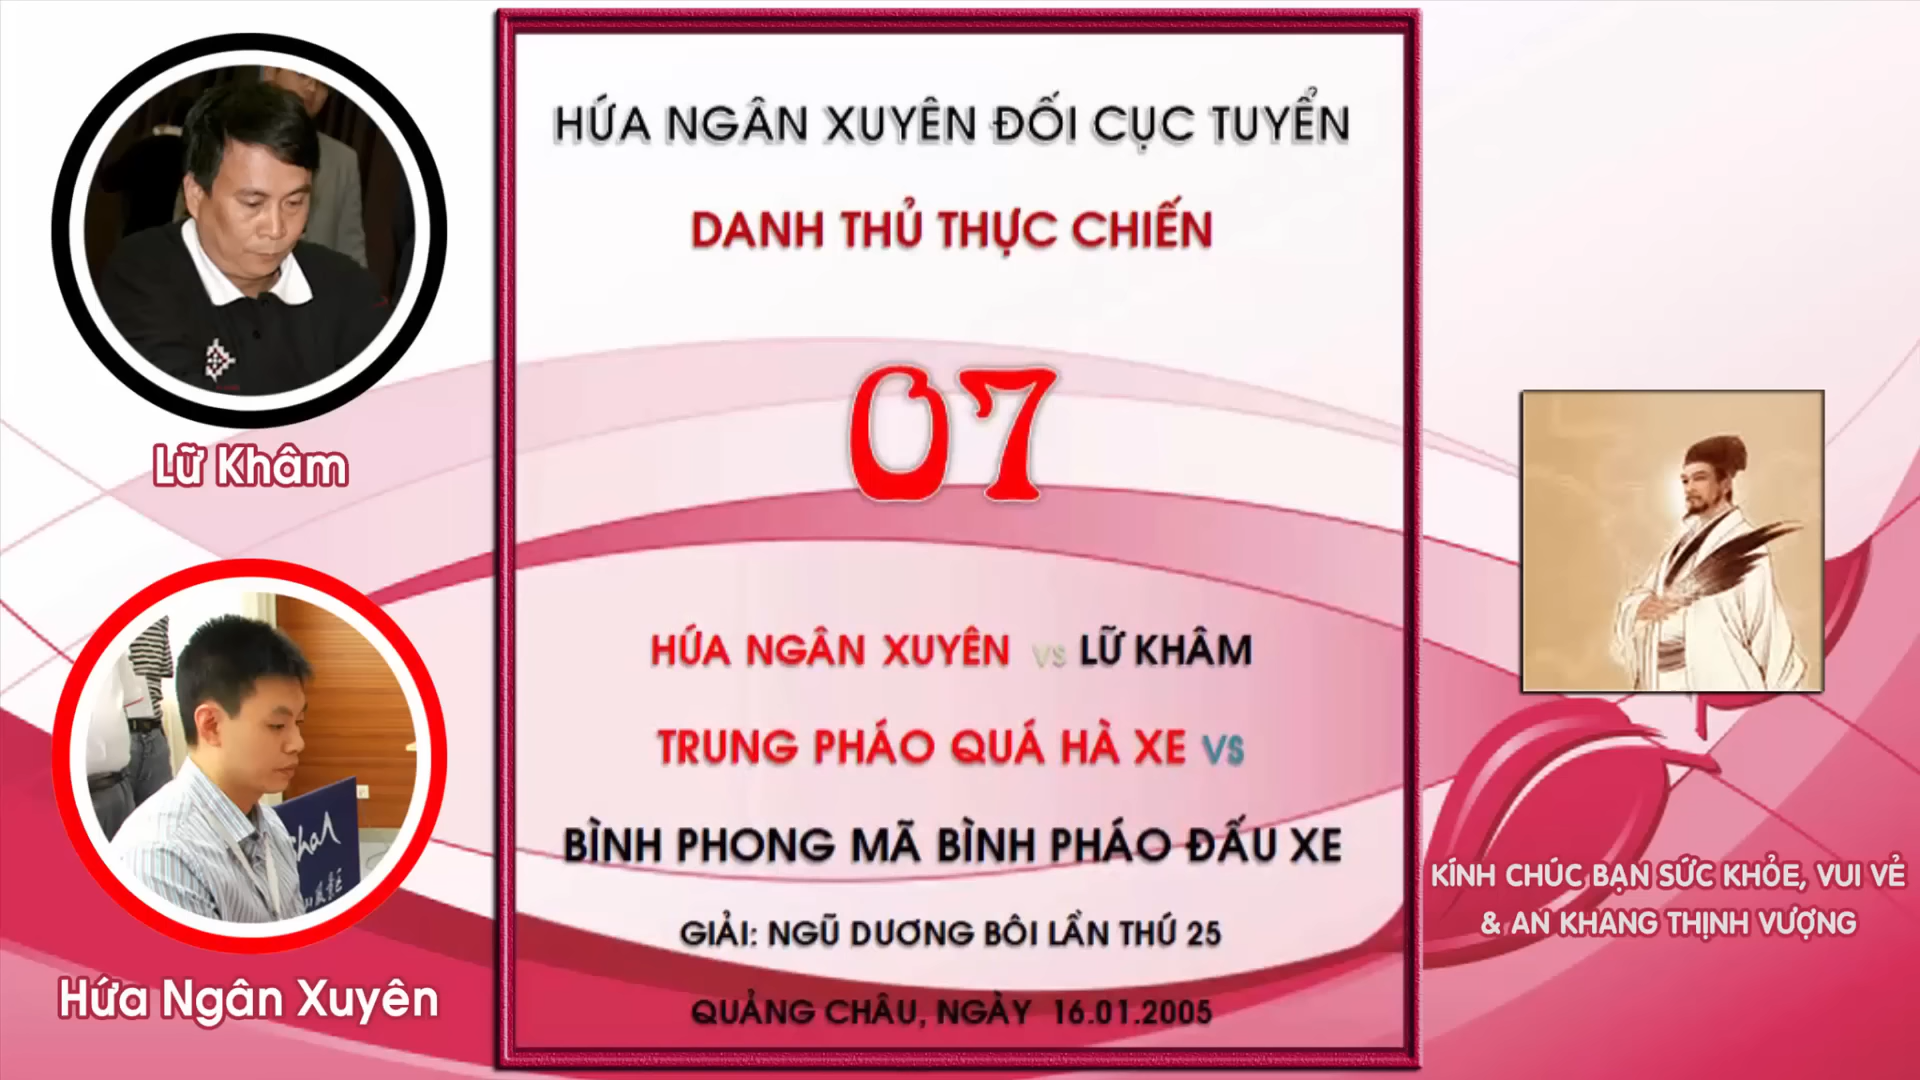 HỨA NGÂN XUYÊN ĐỐI CỤC TUYỂN
DANH THỦ THỰC CHIẾN
07
Lữ Khâm
HỨA NGÂN XUYÊN vs LỮ KHÂM
TRUNG PHÁO QUÁ HÀ XE VS
BÌNH PHONG MÃ BÌNH PHÁO ĐẤU XE
GIẢI: NGŨ DƯƠNG BÔI LẦN THỨ 25
QUẢNG CHÂU, NGÀY 16.01.2005
Hứa Ngân Xuyên
KÍNH CHÚC BẠN SỨC KHỎE, VUI VẺ
& AN KHANG THỊNH VƯỢNG